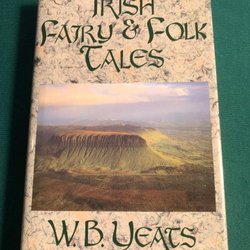 IRISH
FAIRY & FOLK
TALES
W. B. YEATS